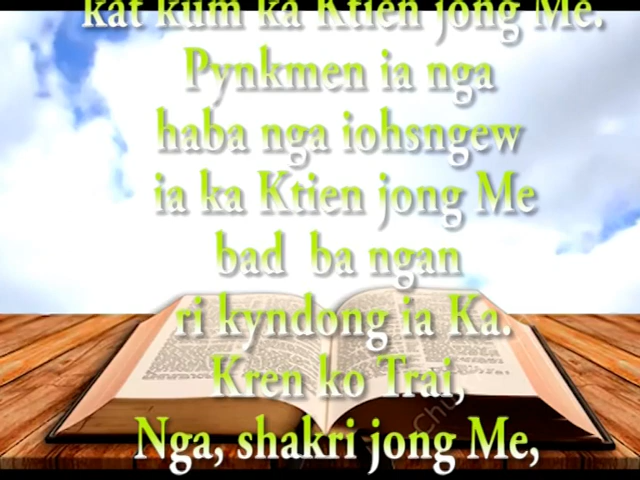 kat kum ka Ktien jong Me.
Pynkmen ia nga
haba nga iohsngew
ia ka Ktien jong Me
bad ba ngan
ri kyndong ia Ka.
Kren ko Trai,
Nga, shakri jong Me,